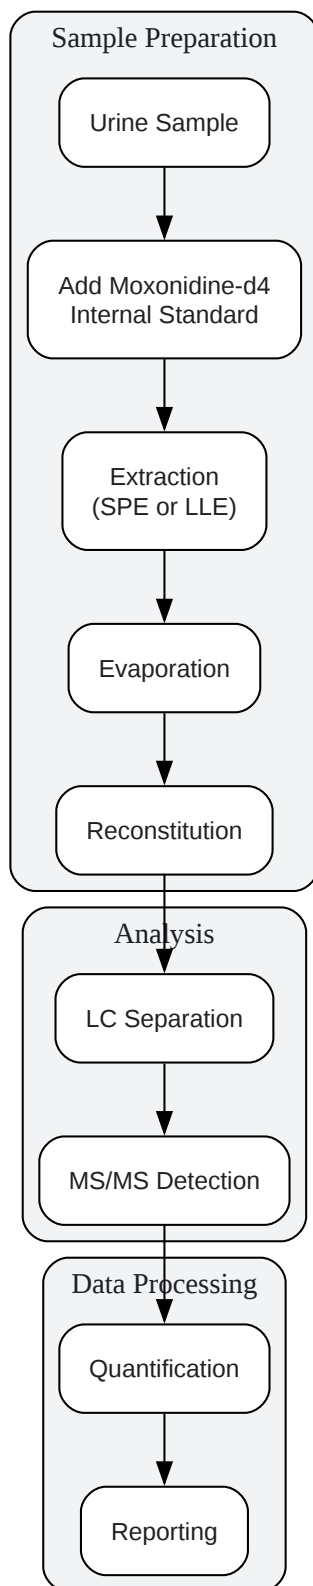 Sample Preparation
Urine Sample
Add Moxonidine-d4
Internal Standard
Extraction
(SPE or LLE)
Evaporation
Reconstitution
Analysis
LC Separation
MS/MS Detection
Data Processing
Quantification
Reporting